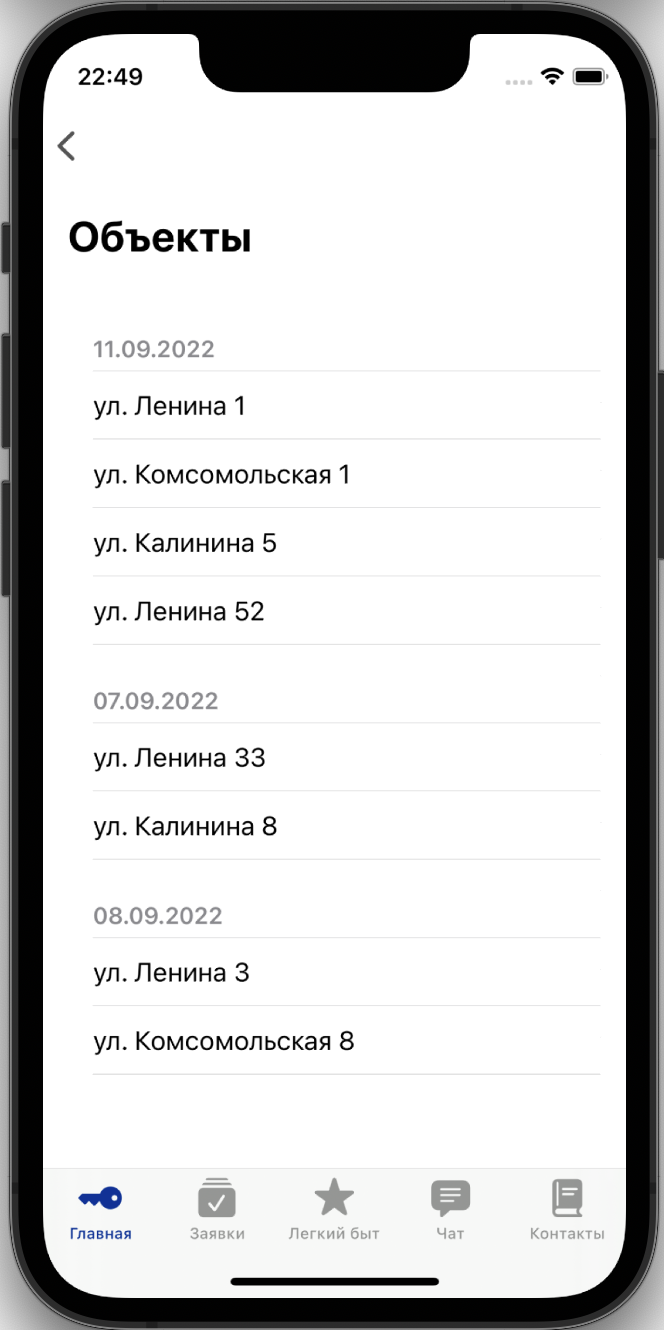 22:49
Объекты
11.09.2022
ул. Ленина 1
ул. Комсомольская 1
ул. Калинина 5
ул. Ленина 52
07.09.2022
ул. Ленина 33
ул. Калинина 8
08.09.2022
ул. Ленина 3
ул. Комсомольская 8
Главная Заявки Легкий быт Чат Контакты